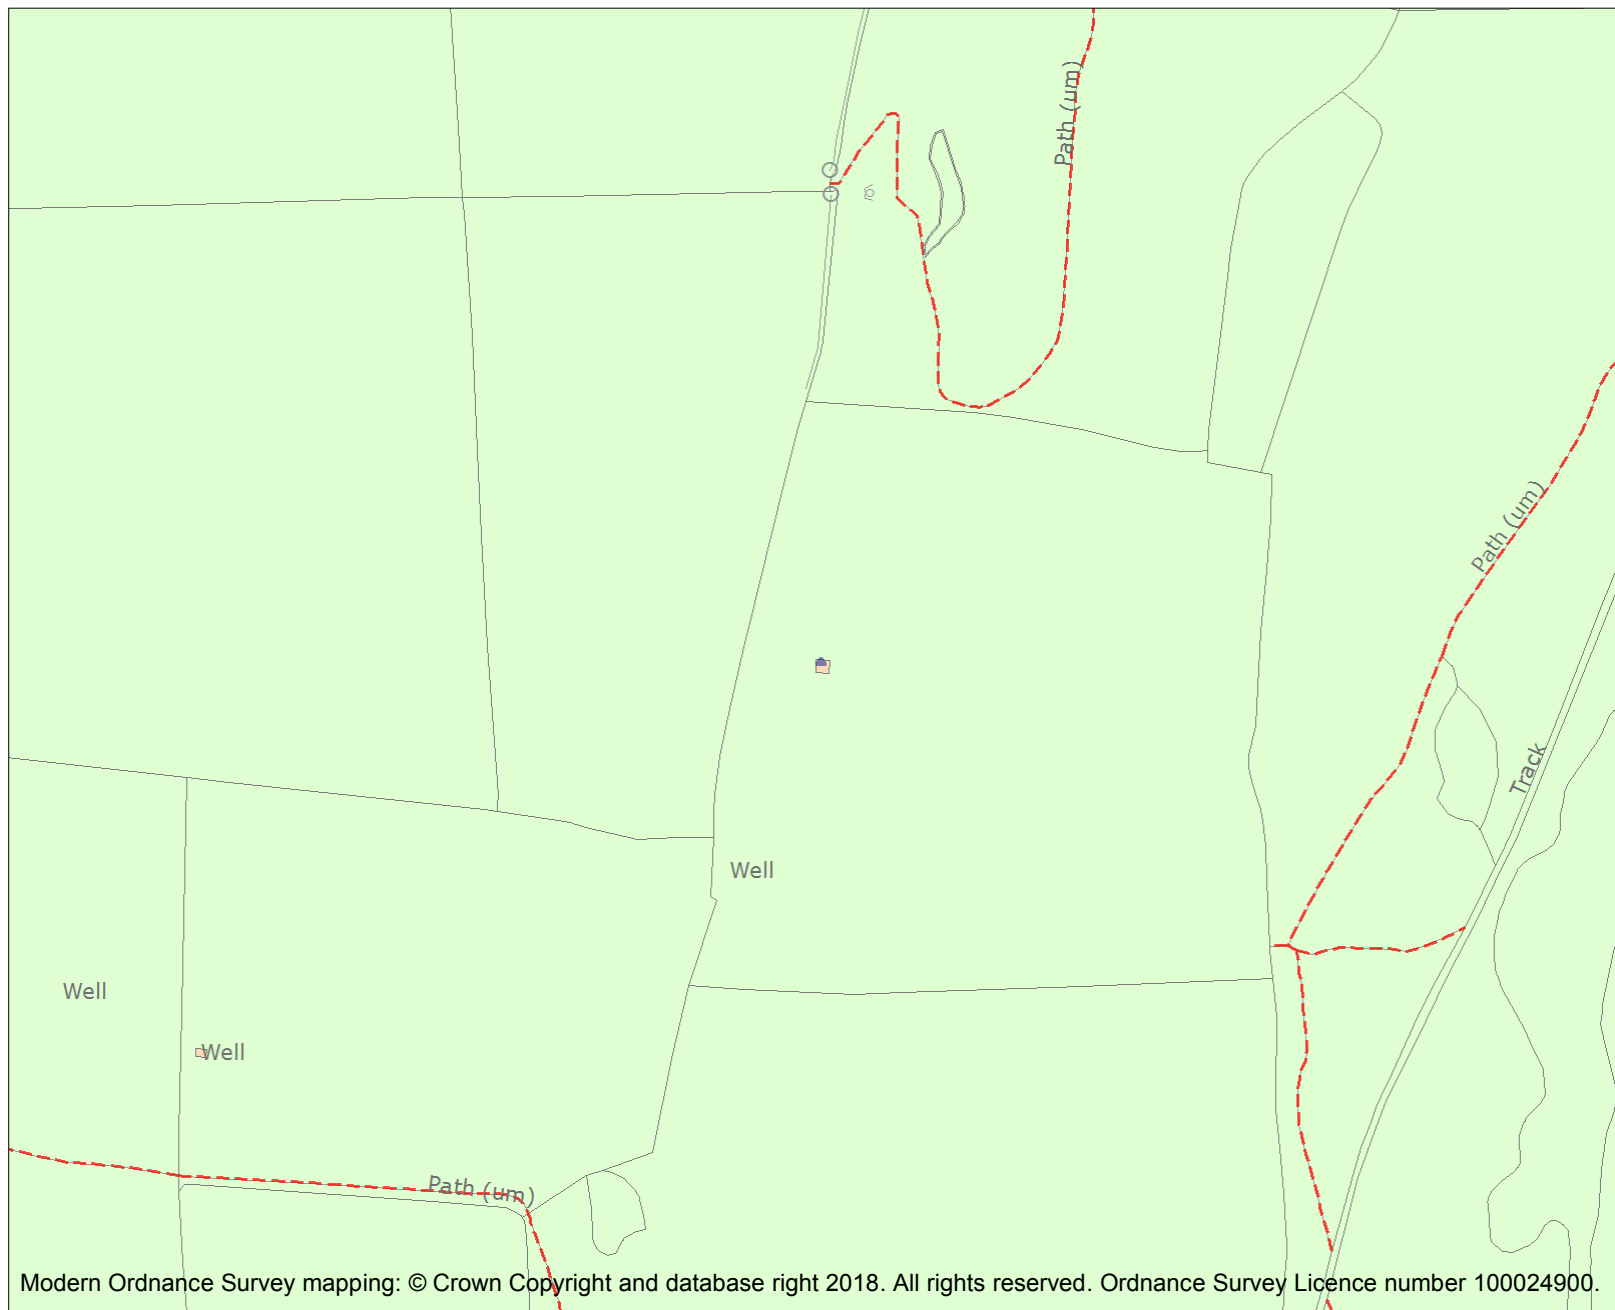 Path (um)
Path (um)
Track
Well
Well
Well
Path (um)
Modern Ordnance Survey mapping: © Crown Copyright and database right 2018. All rights reserved. Ordnance Survey Licence number 100024900.